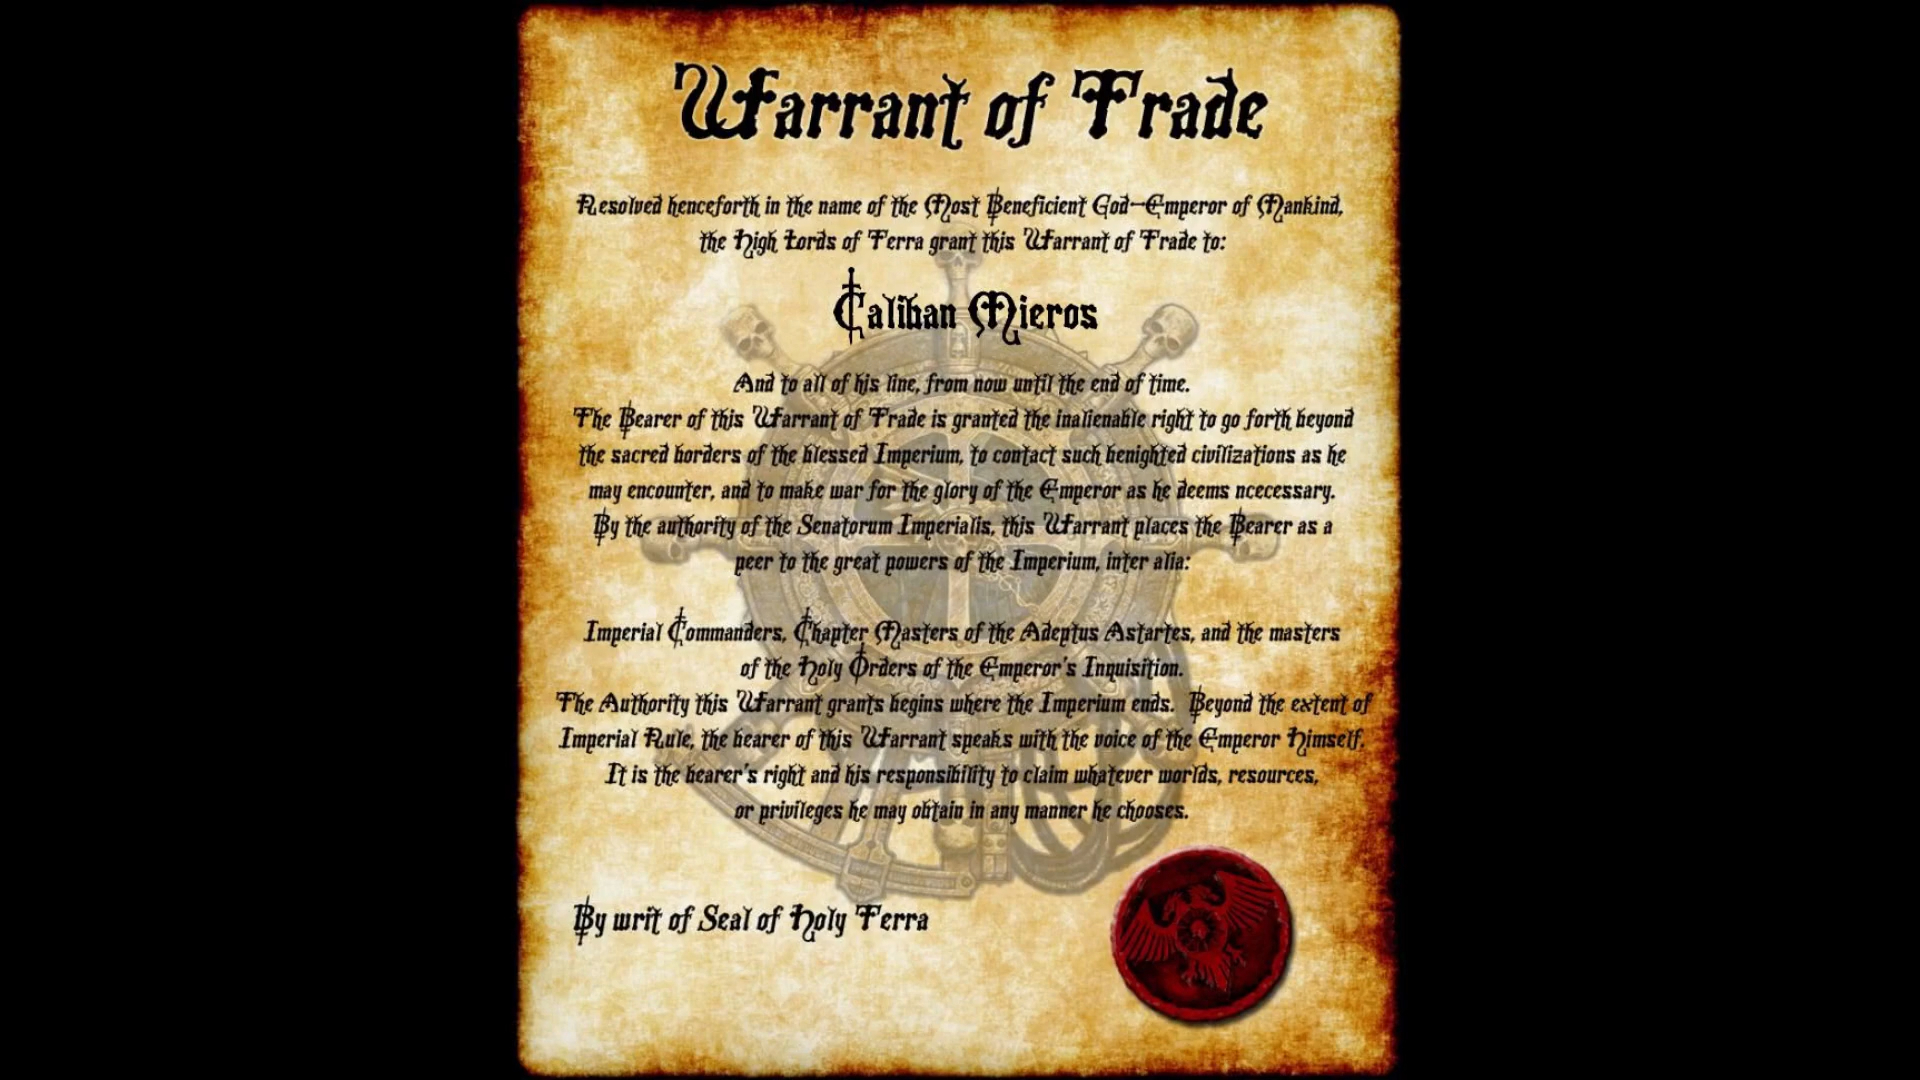 Warrant of Trade
Resolved henceforth in the name of the Most Beneficient God-Emperor of Mankind,
the High Lords of Terra grant this Warrant of Trade to:
Caliban Mieros
And to all of his line, from now until the end of time.
The Bearer of this Warrant of Trade is granted the inalienable right to go forth beyond
the sacred borders of the blessed Imperium, to contact such benighted civilizations as he
may encounter, and to make war for the glory of the Emperor as he deems ncecessary.
By the authority of the Senatorum Imperialis, this Warrant places the Bearer as a
peer to the great powers of the Imperium, inter alia:
Imperial Commanders, Chapter Masters of the Adeptus Astartes, and the masters
of the Holy Orders of the Emperor's Inquisition.
The Authority this Warrant grants begins where the Imperium ends.  Beyond the extent of
Imperial Rule, the bearer of this Warrant speaks with the voice of the Emperor Himself.
It is the bearer's right and his responsibility to claim whatever worlds, resources,
or privileges he may obtain in any manner he chooses.
By writ of Seal of Holy Terra